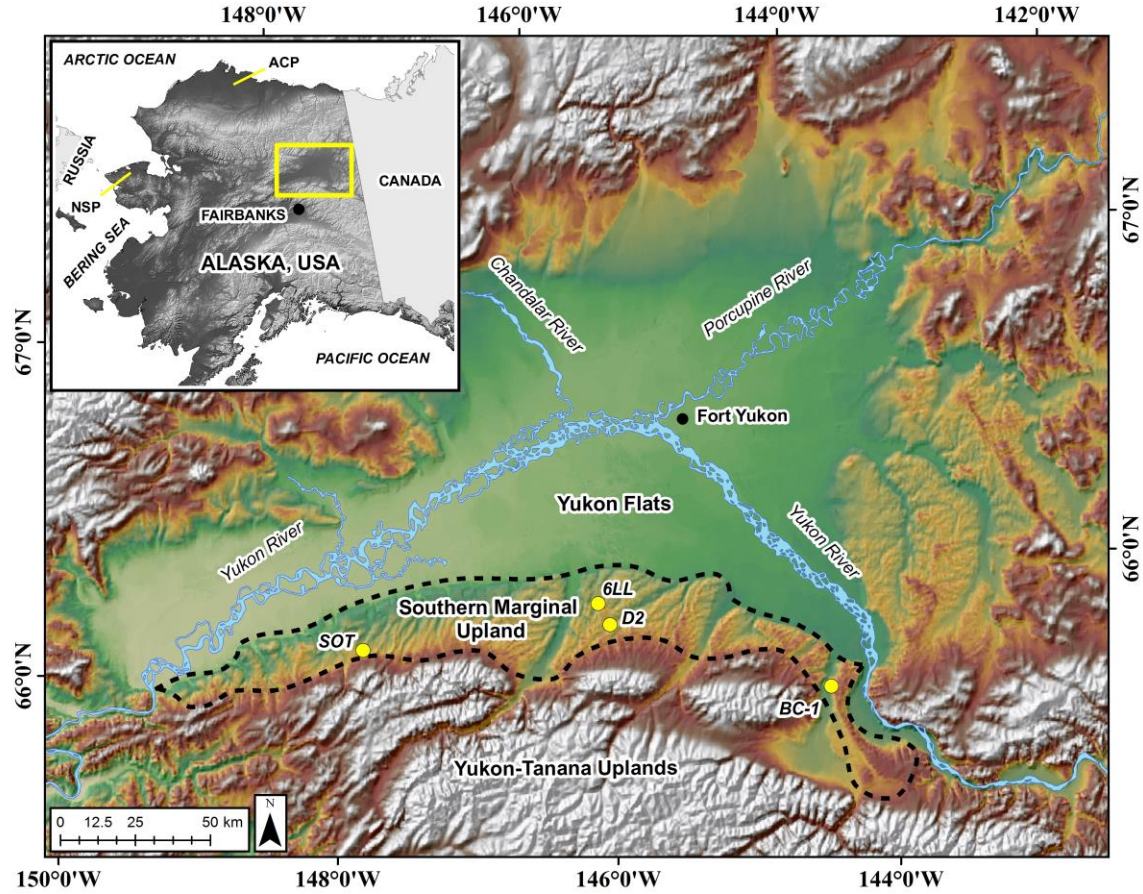 148°0'W
146°0'W
144°0'W
142°0'W
ARCTIC OCEAN
ACP
RUSSIA
CANADA
NSP
FAIRBANKS
BERING SEA
ALASKA, USA
PACIFIC OCEAN
67°0'N
67°0'N
Chandalar River
Porcupine River
Fort Yukon
Yukon Flats
66°0'N
Yukon River
Yukon River
6LL
Southern Marginal
Upland
D2
SOT
66°0'N
BC-1
Yukon-Tanana Uplands
N
0 12.5 25 50 km
150°0'W
148°0'W
146°0'W
144°0'W